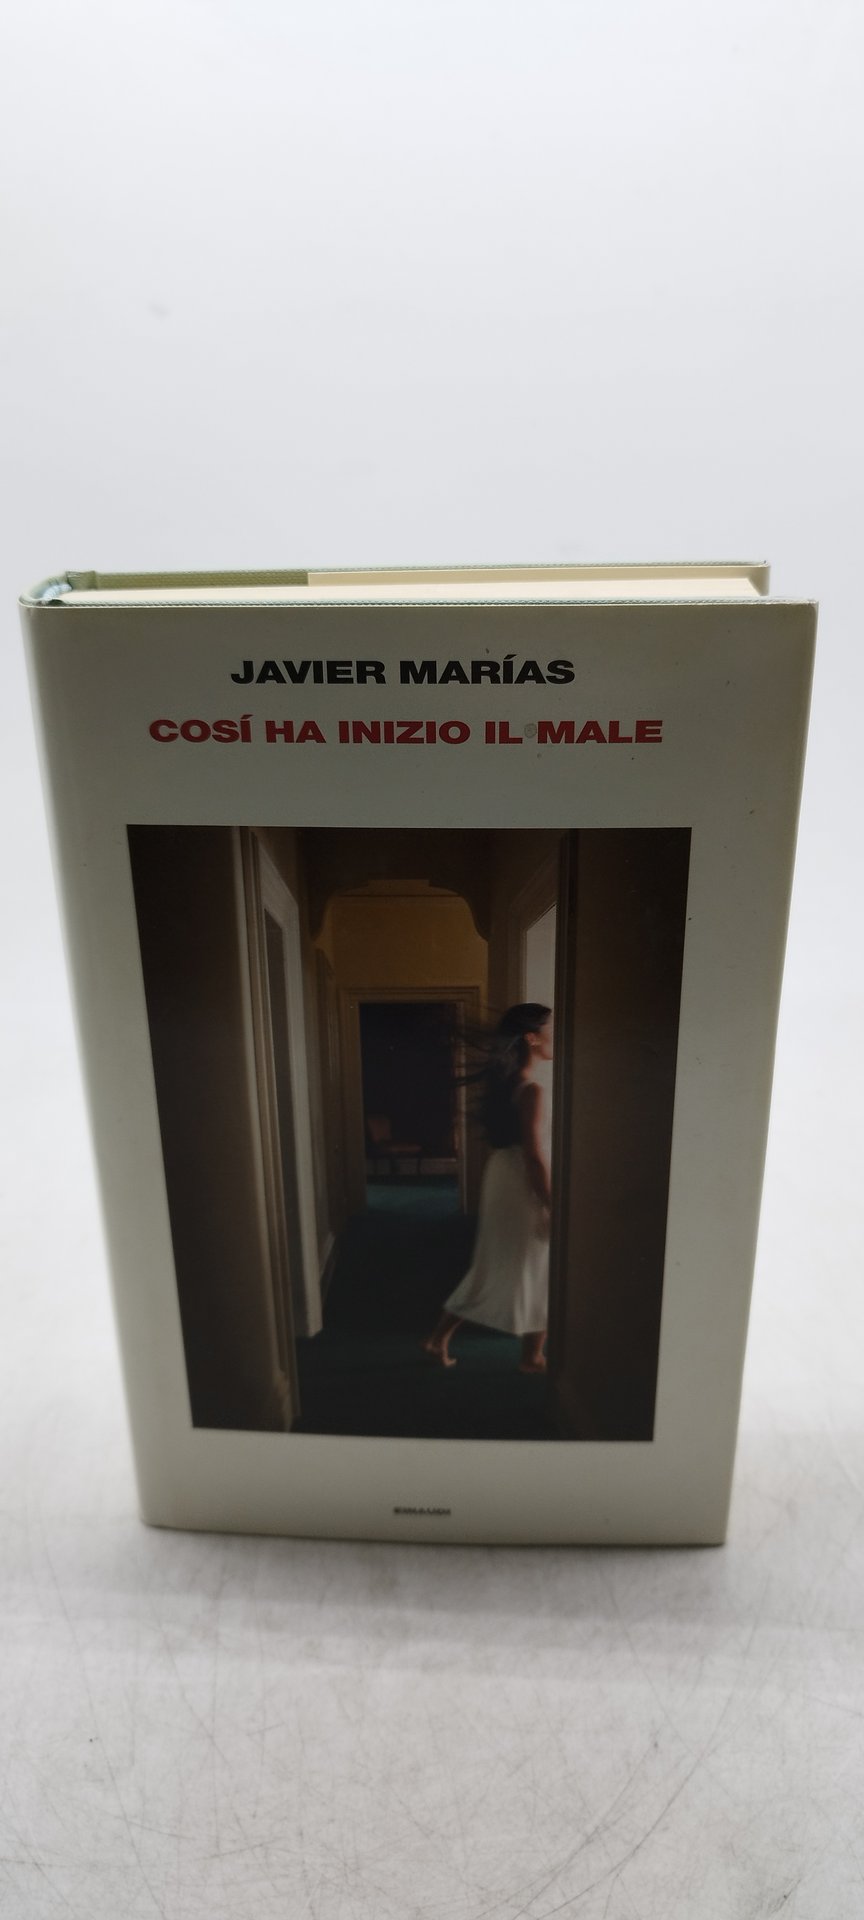 JAVIER MARÍAS
COSÍ HA INIZIO IL MALE
EINAUDI